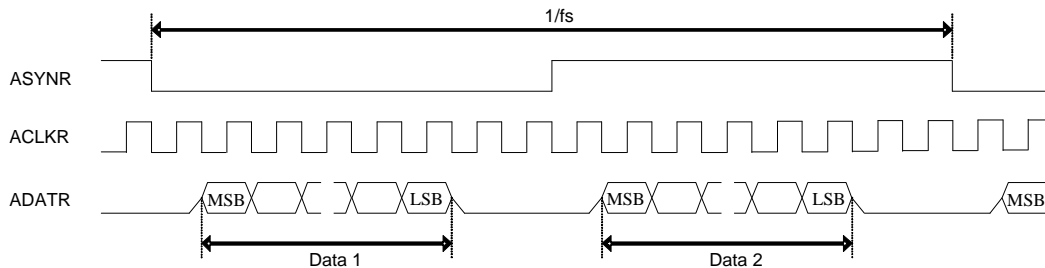 1/fs
ASYNR
ACLKR
ADATR
MSB LSB MSB LSB MSB
Data 1 Data 2